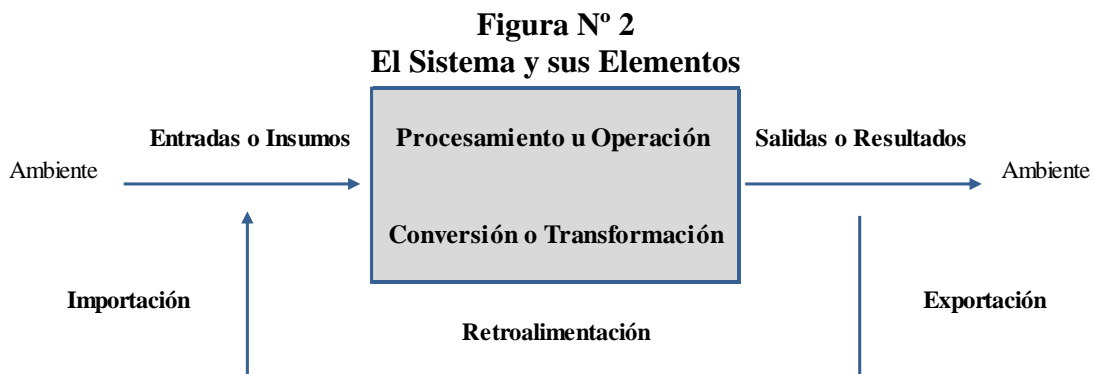 Figura Nº 2
El Sistema y sus Elementos
Entradas o Insumos
Procesamiento u Operación
Salidas o Resultados
Ambiente
Ambiente
Conversión o Transformación
Importación
Exportación
Retroalimentación